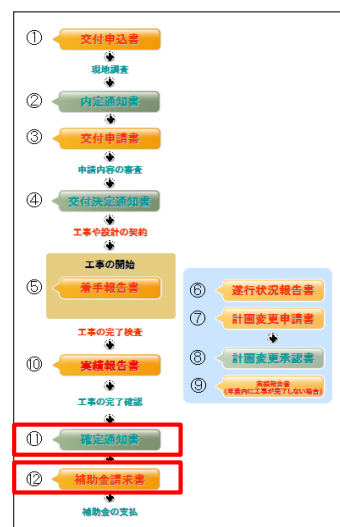 ① 交付申込書
現地調査
② 内定通知書
③ 交付申請書
申請内容の審査
④ 交付決定通知書
工事や設計の契約
工事の開始
⑤ 着手報告書
工事の完了検査
⑩ 実績報告書
工事の完了確認
⑪ 確定通知書
⑫ 補助金請求書
補助金の支払
⑥ 遂行状況報告書
⑦ 計画変更申請書
⑧ 計画変更承認書
⑨ 実績報告書
(年度内に工事が完了しない場合)